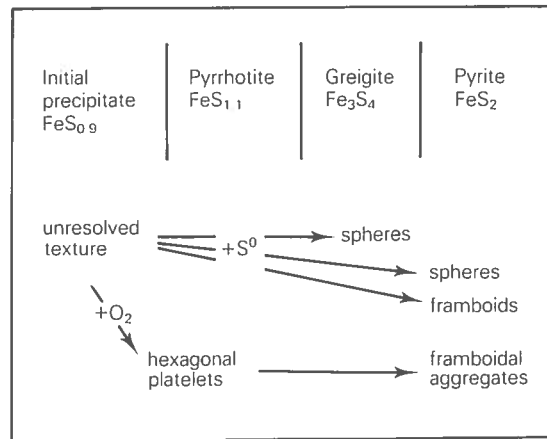 Initial
precipitate
FeS₀ ₉
Pyrrhotite
FeS₁ ₁
Greigite
Fe₃S₄
Pyrite
FeS₂
unresolved
texture
+S⁰
spheres
spheres
framboids
+O₂
hexagonal
platelets
framboidal
aggregates